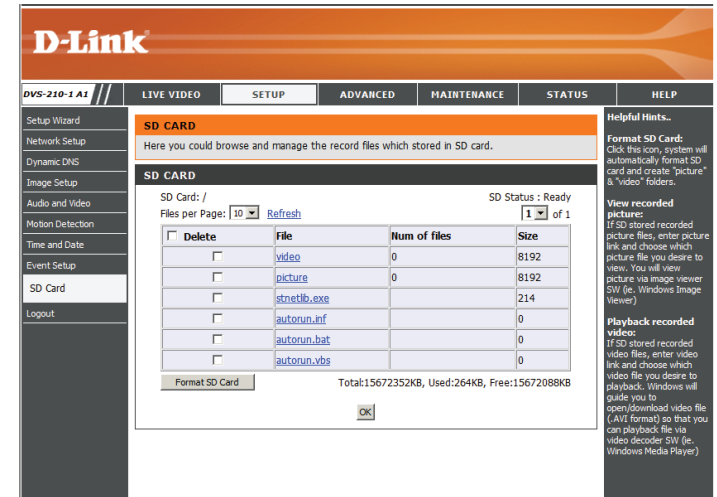 D-Link
DVS-210-1 A1 // LIVE VIDEO SETUP ADVANCED MAINTENANCE STATUS HELP
Setup Wizard
Network Setup
Dynamic DNS
Image Setup
Audio and Video
Motion Detection
Time and Date
Event Setup
SD Card
Logout
SD CARD
Here you could browse and manage the record files which stored in SD card.
SD CARD
SD Card: / SD Status : Ready
Files per Page: 10 Refresh 1 of 1
Delete File Num of files Size
video 0 8192
picture 0 8192
stnetlib.exe 214
autorun.inf 0
autorun.bat 0
autorun.vbs 0
Format SD Card Total:15672352KB, Used:264KB, Free:15672088KB
OK
Helpful Hints..
Format SD Card:
Click this icon, system will
automatically format SD
card and create "picture"
& "video" folders.
View recorded
picture:
If SD stored recorded
picture files, enter picture
link and choose which
picture file you desire to
view. You will view
picture via image viewer
SW (ie. Windows Image
Viewer)
Playback recorded
video:
If SD stored recorded
video files, enter video
link and choose which
video file you desire to
playback. Windows will
guide you to
open/download video file
(.AVI format) so that you
can playback file via
video decoder SW (ie.
Windows Media Player)